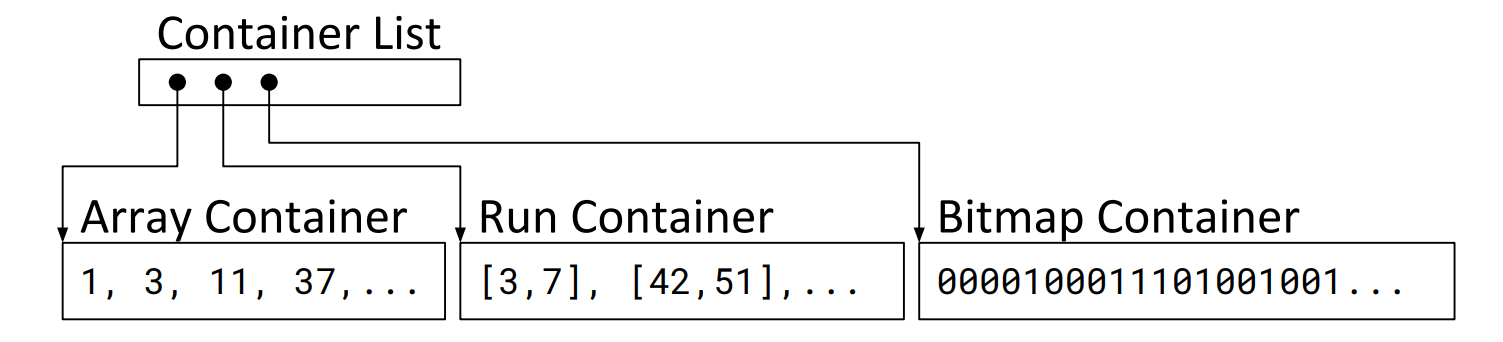 Container List
Array Container
Run Container
Bitmap Container
1, 3, 11, 37,...
[3,7], [42,51],...
0000100011101001001...